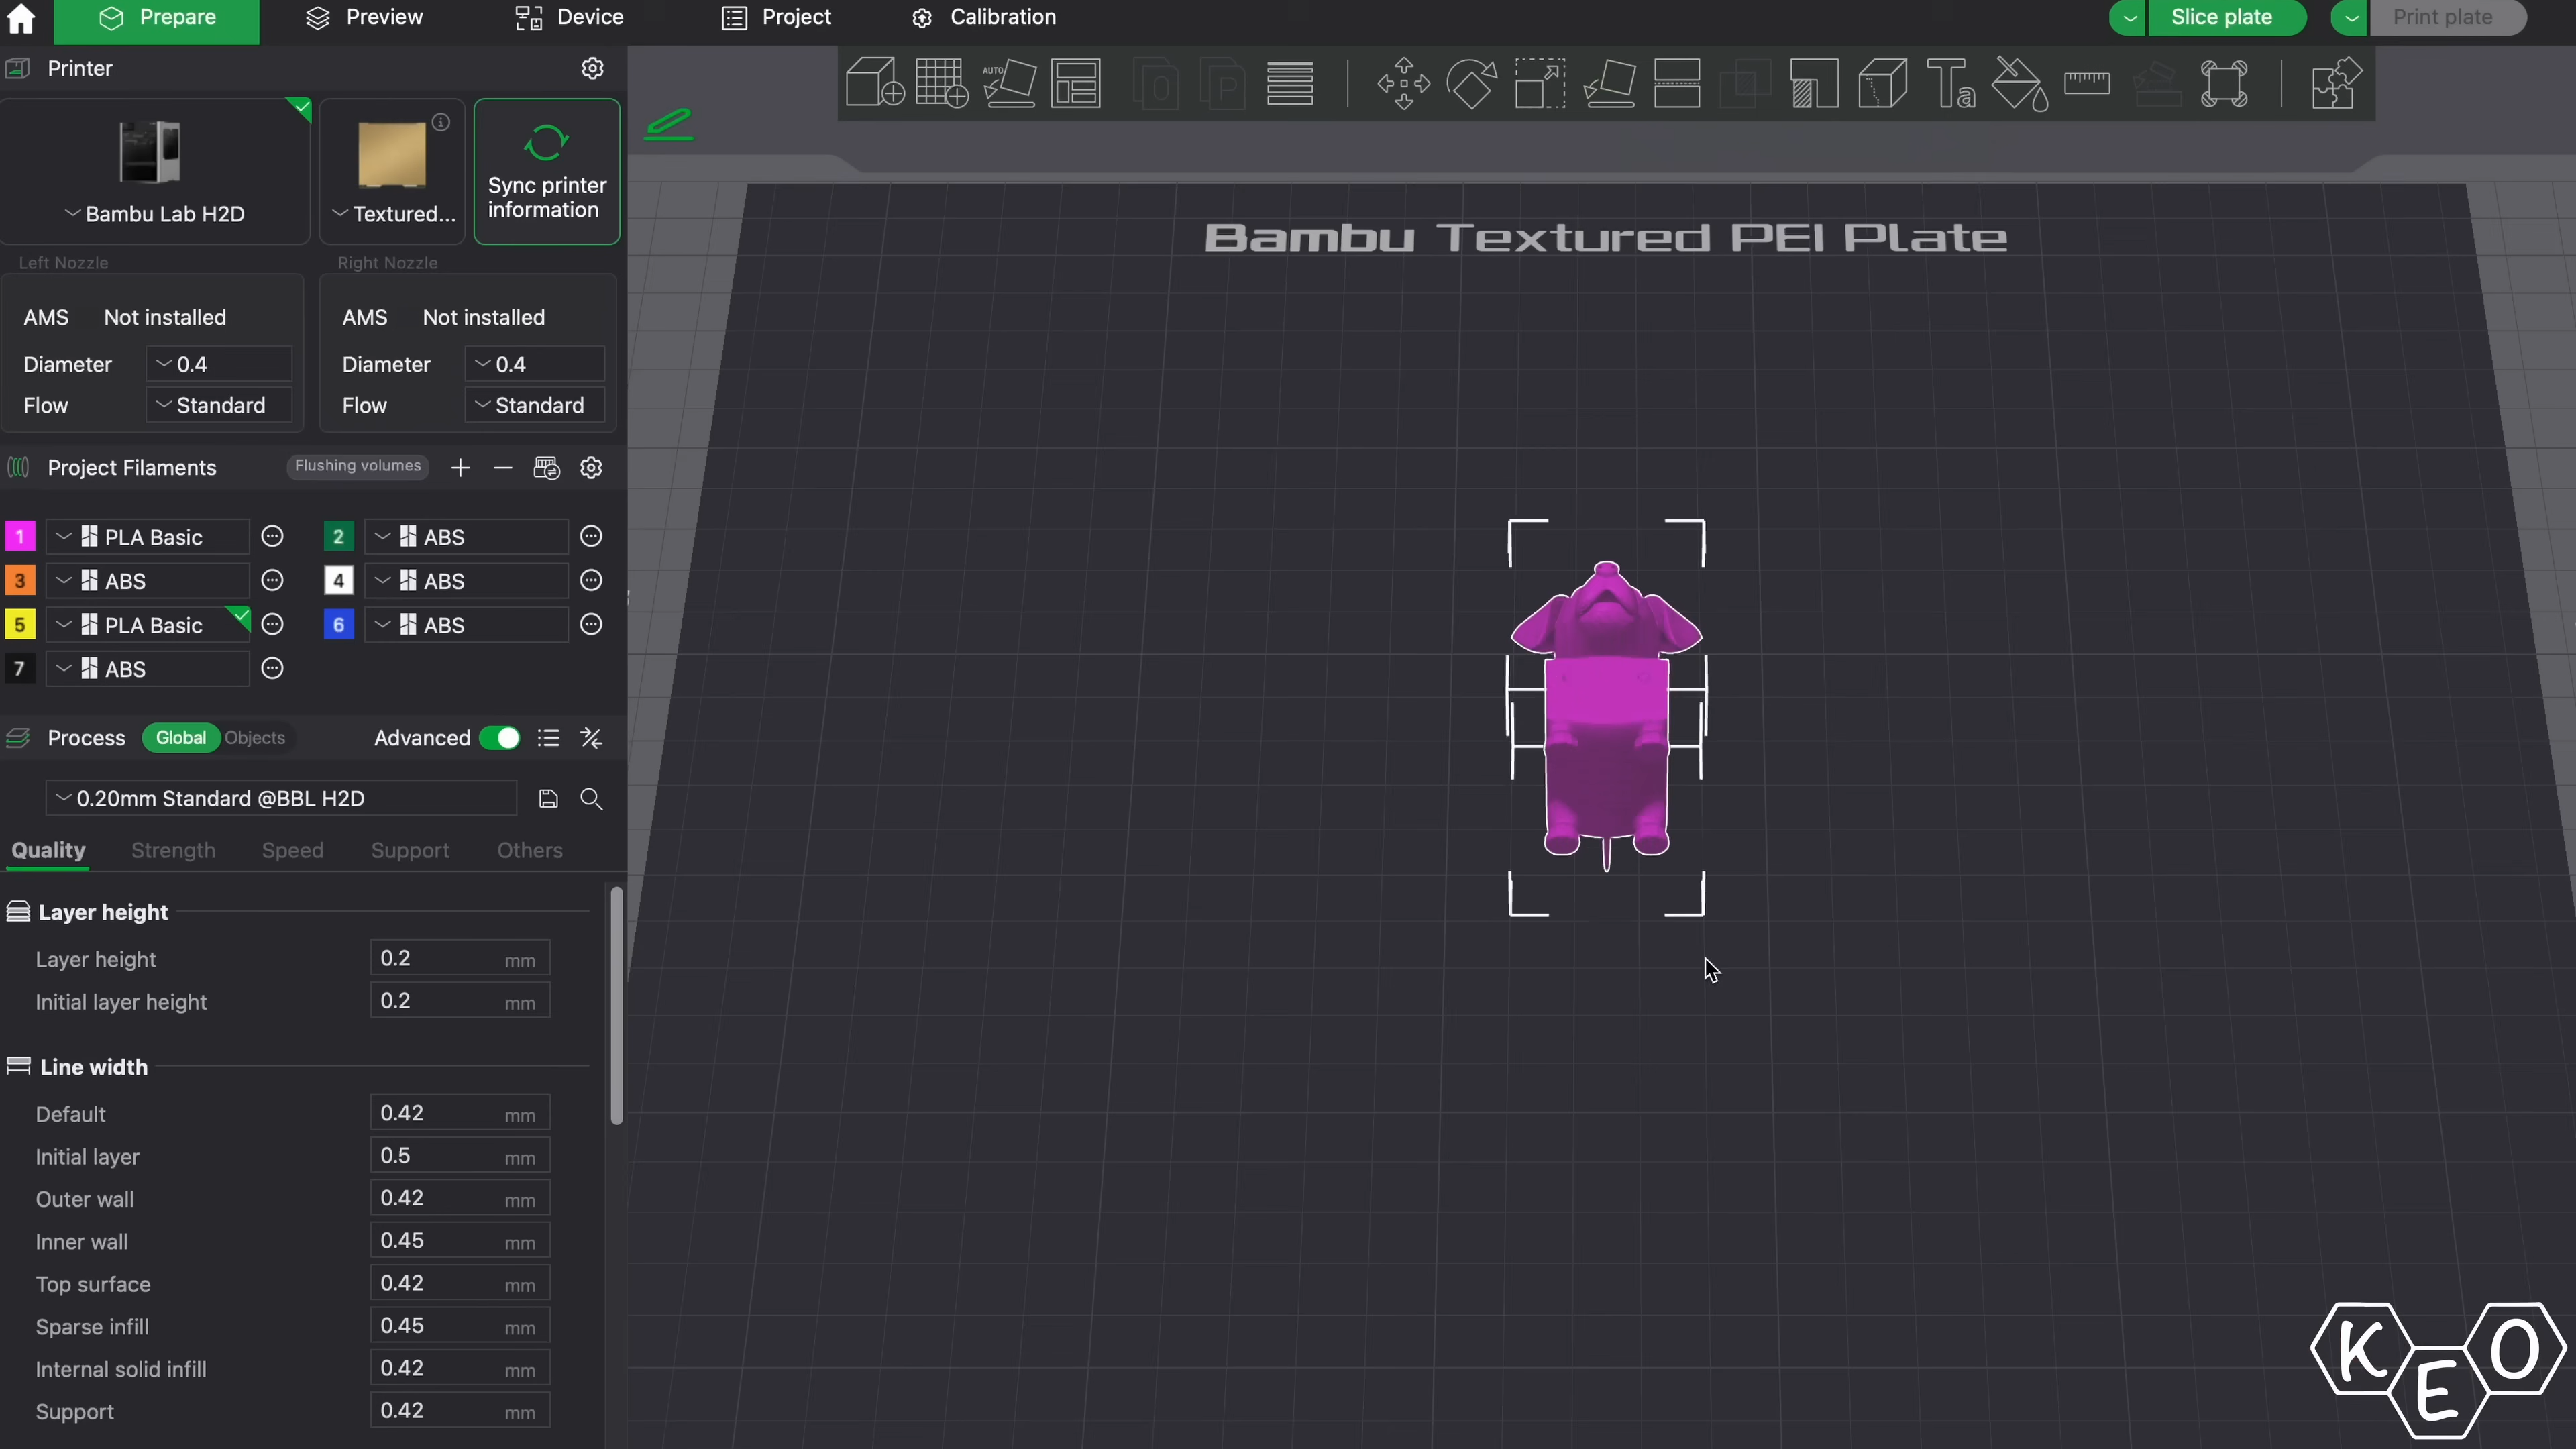 Prepare Preview Device Project Calibration Slice plate Print plate
Printer
AUTO
Bambu Lab H2D Textured... Sync printer information
Left Nozzle Right Nozzle
AMS Not installed AMS Not installed
Diameter 0.4 Diameter 0.4
Flow Standard Flow Standard
Project Filaments Flushing volumes
1 PLA Basic 2 ABS
3 ABS 4 ABS
5 PLA Basic 6 ABS
7 ABS
Process Global Objects Advanced
0.20mm Standard @BBL H2D
Quality Strength Speed Support Others
Layer height
Layer height 0.2 mm
Initial layer height 0.2 mm
Line width
Default 0.42 mm
Initial layer 0.5 mm
Outer wall 0.42 mm
Inner wall 0.45 mm
Top surface 0.42 mm
Sparse infill 0.45 mm
Internal solid infill 0.42 mm
Support 0.42 mm
Bambu Textured PEI Plate
KEO